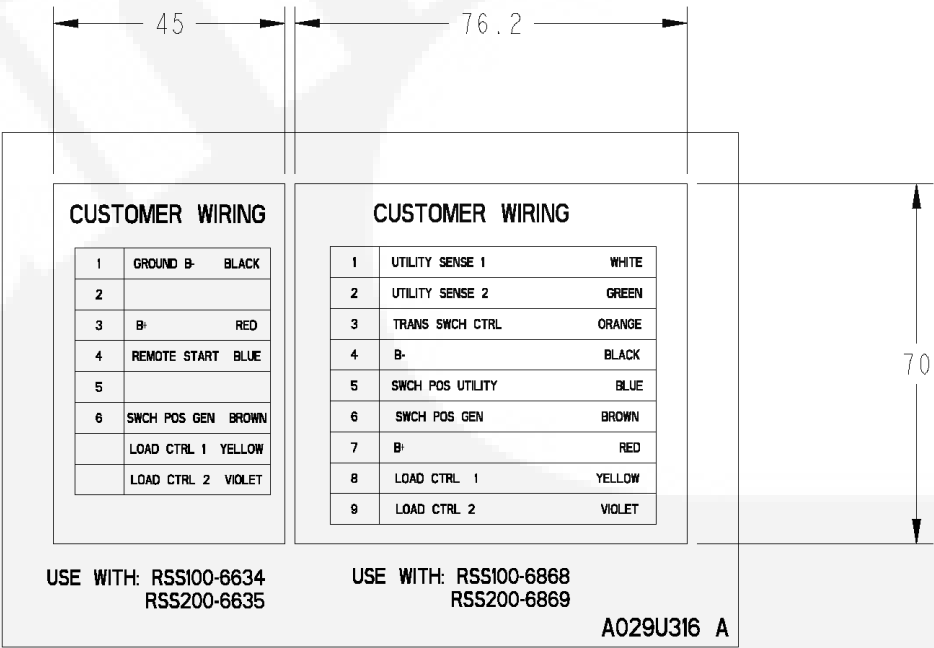 45
76.2
CUSTOMER WIRING
1 GROUND B- BLACK
2
3 B+ RED
4 REMOTE START BLUE
5
6 SWCH POS GEN BROWN
LOAD CTRL 1 YELLOW
LOAD CTRL 2 VIOLET
USE WITH: RSS100-6634
RSS200-6635
CUSTOMER WIRING
1 UTILITY SENSE 1 WHITE
2 UTILITY SENSE 2 GREEN
3 TRANS SWCH CTRL ORANGE
4 B- BLACK
5 SWCH POS UTILITY BLUE
6 SWCH POS GEN BROWN
7 B+ RED
8 LOAD CTRL 1 YELLOW
9 LOAD CTRL 2 VIOLET
USE WITH: RSS100-6868
RSS200-6869
70
A029U316 A